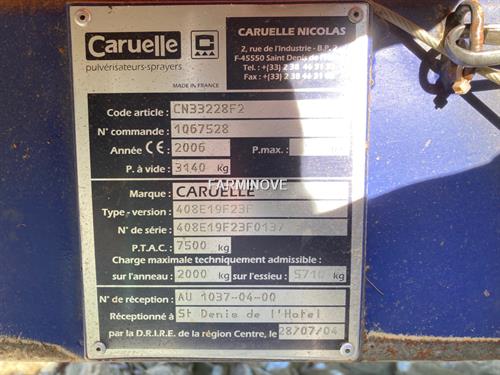 Caruelle
pulvérisateurs-sprayers
CARUELLE NICOLAS
2, rue de l'Industrie - B.P.
F-45550 Saint Denis de
Tel. : +(33) 2 38 46
Fax : +(33) 2 38 46
MADE IN FRANCE
Code article : CN33228F2
N° commande : 1067528
Année CE : 2006 P.max. :
P. à vide : 3140 kg
FARMINOVE
Marque : CARUELLE
Type - version : 408E19F23F
N° de série : 408E19F23F0137
P.T.A.C. : 7500 kg
Charge maximale techniquement admissible :
sur l'anneau : 2000 kg sur l'essieu : 5710 kg
N° de réception : AU 1037-04-00
Réceptionné à St Denis de l'Hotel
par la D.R.I.R.E. de la région Centre, le 28/07/04